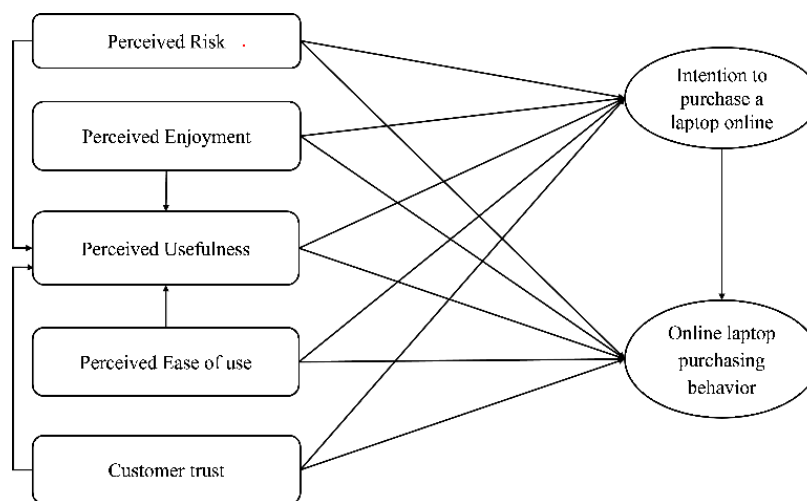 Perceived Risk
Intention to
purchase a
laptop online
Perceived Enjoyment
Perceived Usefulness
Perceived Ease of use
Online laptop
purchasing
behavior
Customer trust